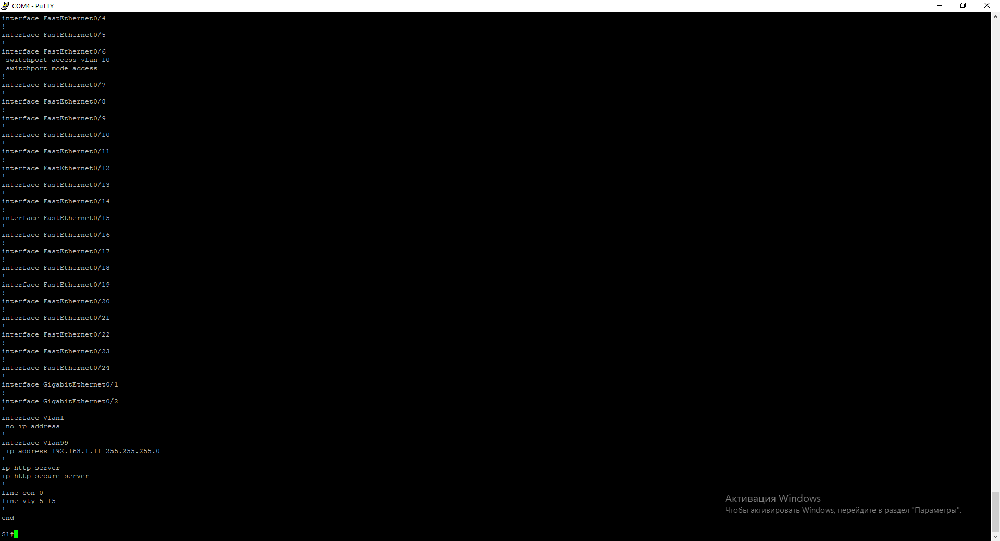 COM4 - PuTTY
interface FastEthernet0/4
!
interface FastEthernet0/5
!
interface FastEthernet0/6
 switchport access vlan 10
 switchport mode access
!
interface FastEthernet0/7
!
interface FastEthernet0/8
!
interface FastEthernet0/9
!
interface FastEthernet0/10
!
interface FastEthernet0/11
!
interface FastEthernet0/12
!
interface FastEthernet0/13
!
interface FastEthernet0/14
!
interface FastEthernet0/15
!
interface FastEthernet0/16
!
interface FastEthernet0/17
!
interface FastEthernet0/18
!
interface FastEthernet0/19
!
interface FastEthernet0/20
!
interface FastEthernet0/21
!
interface FastEthernet0/22
!
interface FastEthernet0/23
!
interface FastEthernet0/24
!
interface GigabitEthernet0/1
!
interface GigabitEthernet0/2
!
interface Vlan1
 no ip address
!
interface Vlan99
 ip address 192.168.1.11 255.255.255.0
!
ip http server
ip http secure-server
!
line con 0
line vty 5 15
!
end
S1#
Активация Windows
Чтобы активировать Windows, перейдите в раздел "Параметры".